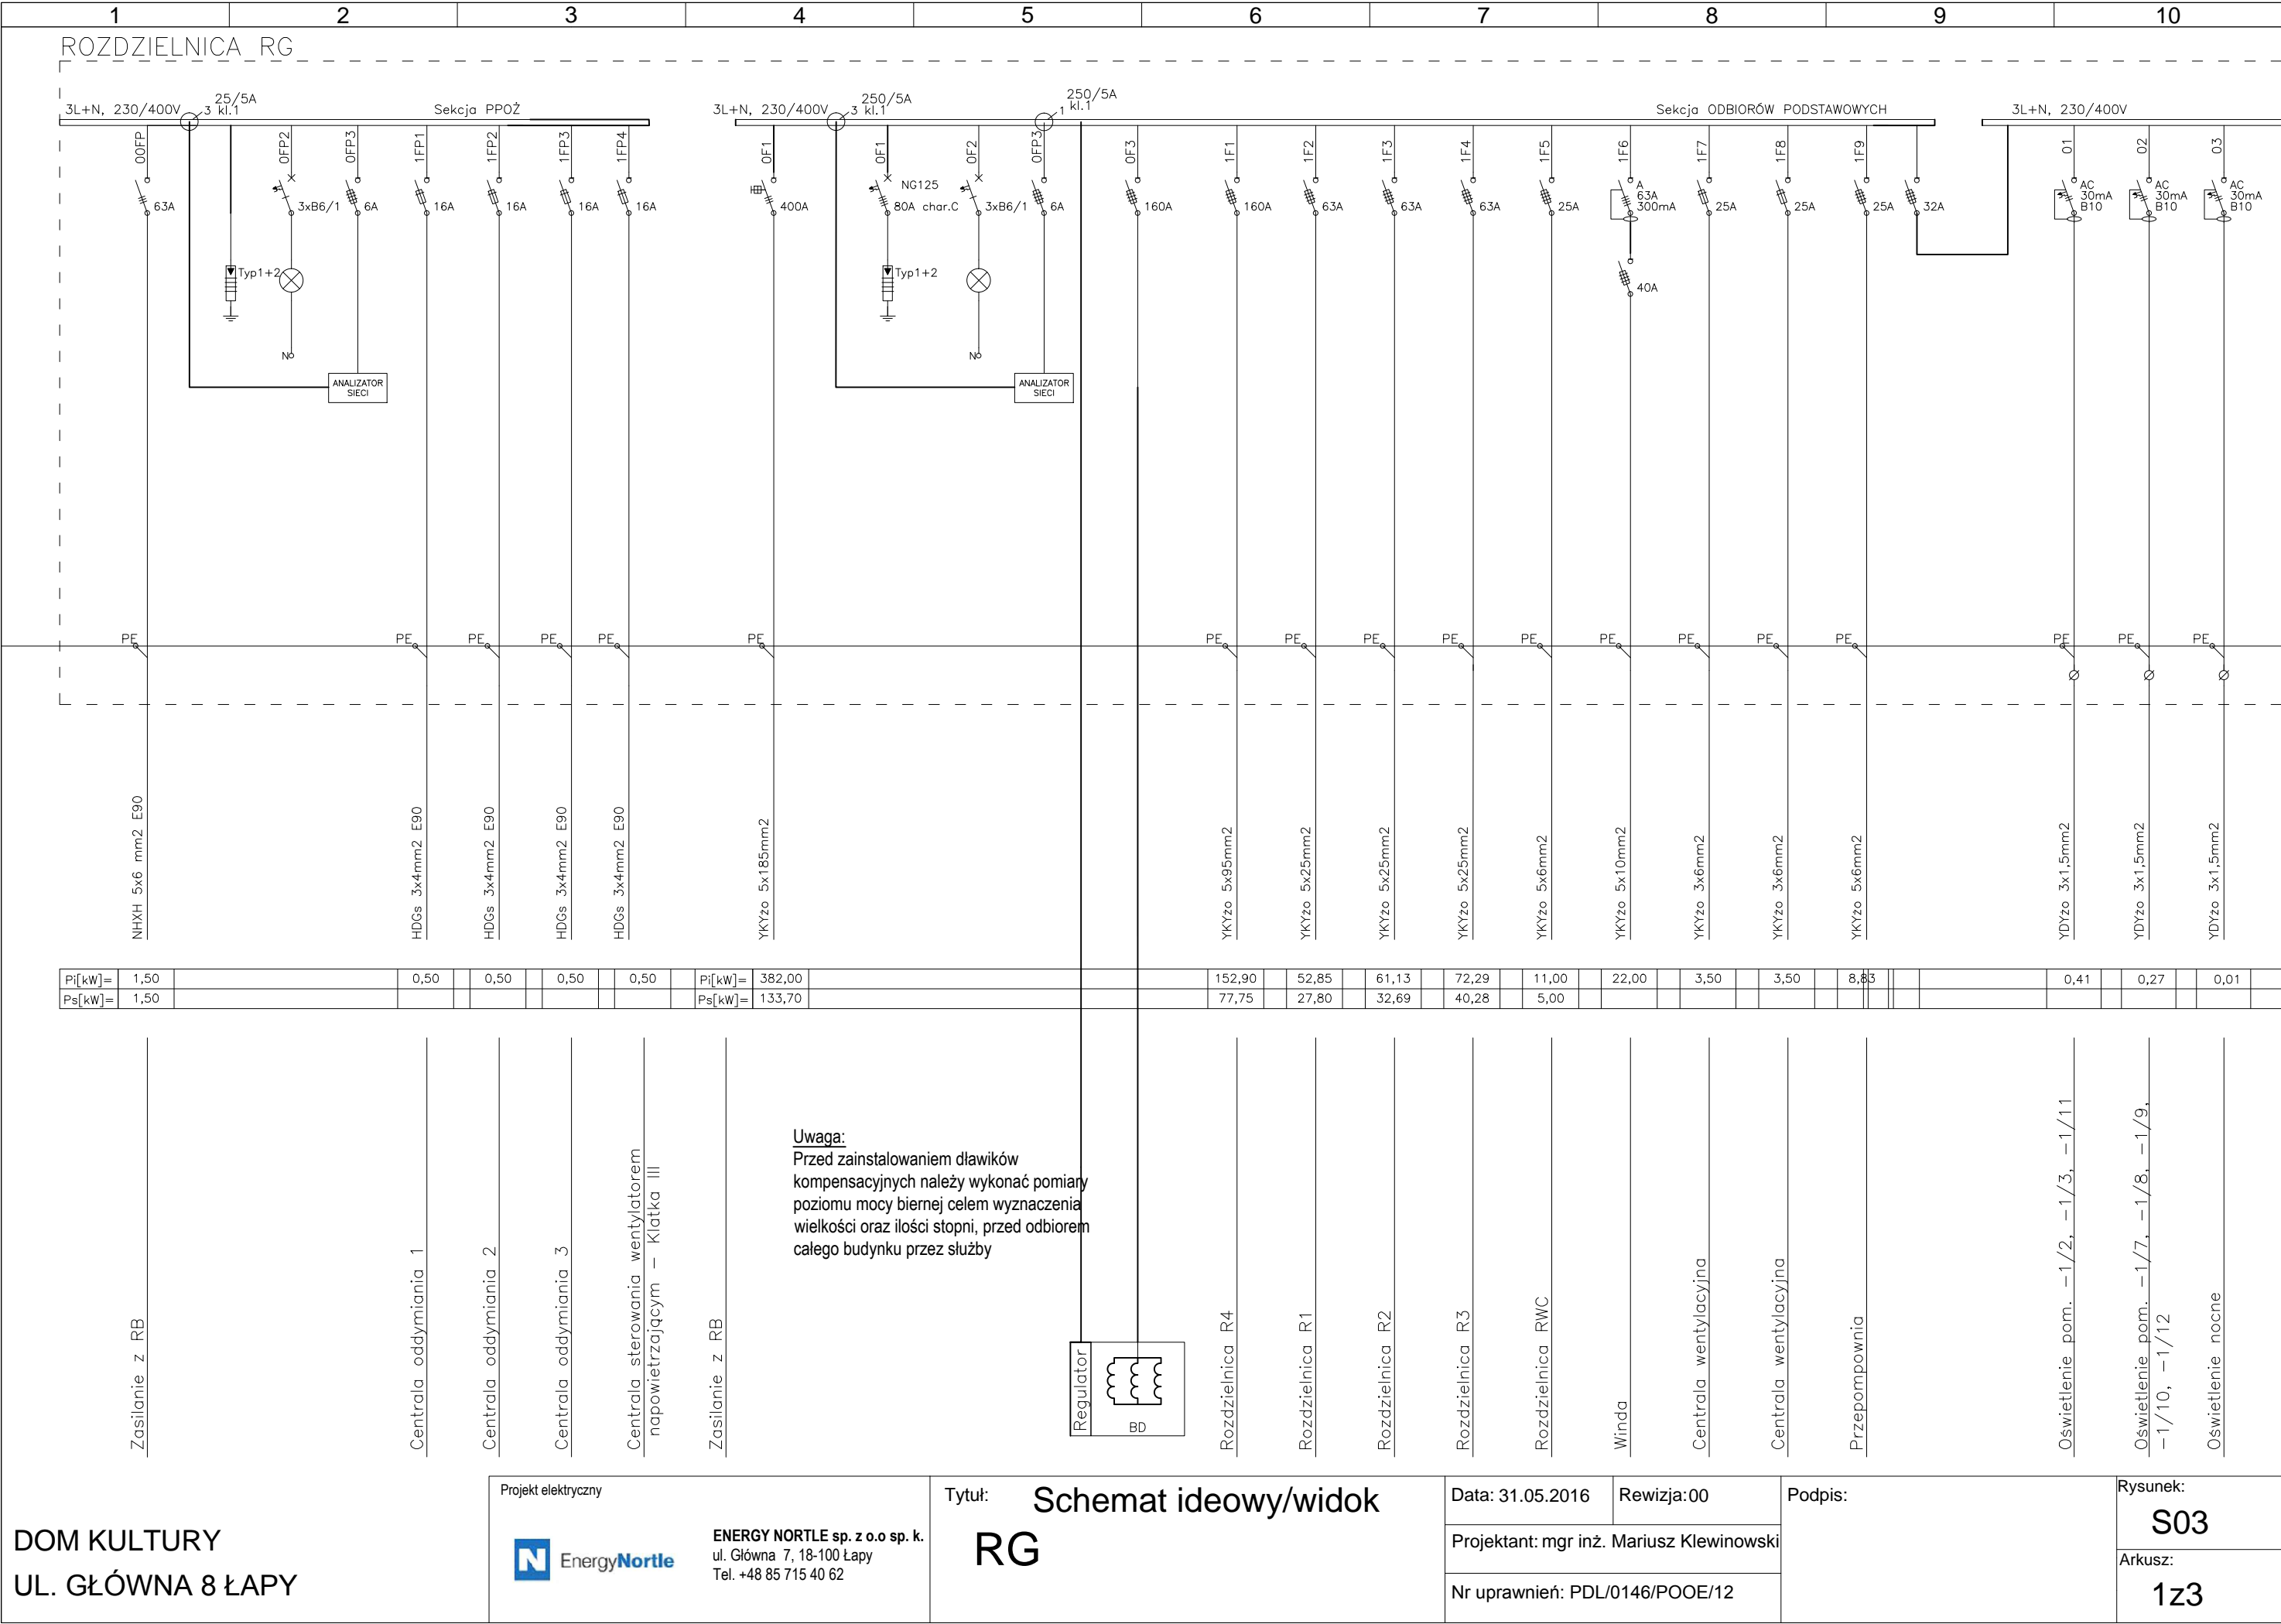 1 2 3 4 5 6 7 8 9 10
ROZDZIELNICA RG
3L+N, 230/400V
3 kl.1
25/5A
Sekcja PPOŻ
3L+N, 230/400V
3 kl.1
250/5A
1 kl.1
250/5A
Sekcja ODBIORÓW PODSTAWOWYCH
3L+N, 230/400V
00FP
0FP2
0FP3
1FP1
1FP2
1FP3
1FP4
0F1
0F1
0F2
0FP3
0F3
1F1
1F2
1F3
1F4
1F5
1F6
1F7
1F8
1F9
01
02
03
63A
3xB6/1
6A
16A
16A
16A
16A
400A
NG125
80A char.C
3xB6/1
6A
160A
160A
63A
63A
63A
25A
A
63A
300mA
25A
25A
25A
32A
AC
30mA
B10
AC
30mA
B10
AC
30mA
B10
Typ1+2
Typ1+2
40A
N
N
ANALIZATOR
SIECI
ANALIZATOR
SIECI
PE PE PE PE PE PE PE PE PE PE PE PE PE PE PE PE PE PE
NHXH 5x6 mm2 E90
HDGs 3x4mm2 E90
HDGs 3x4mm2 E90
HDGs 3x4mm2 E90
HDGs 3x4mm2 E90
YKYżo 5x185mm2
YKYżo 5x95mm2
YKYżo 5x25mm2
YKYżo 5x25mm2
YKYżo 5x25mm2
YKYżo 5x6mm2
YKYżo 5x10mm2
YKYżo 3x6mm2
YKYżo 3x6mm2
YKYżo 5x6mm2
YDYżo 3x1,5mm2
YDYżo 3x1,5mm2
YDYżo 3x1,5mm2
Pi[kW]= 1,50 0,50 0,50 0,50 0,50 Pi[kW]= 382,00 152,90 52,85 61,13 72,29 11,00 22,00 3,50 3,50 8,83 0,41 0,27 0,01
Ps[kW]= 1,50 Ps[kW]= 133,70 77,75 27,80 32,69 40,28 5,00
Zasilanie z RB
Centrala oddymiania 1
Centrala oddymiania 2
Centrala oddymiania 3
Centrala sterowania wentylatorem
napowietrzającym – Klatka III
Zasilanie z RB
Uwaga:
Przed zainstalowaniem dławików
kompensacyjnych należy wykonać pomiary
poziomu mocy biernej celem wyznaczenia
wielkości oraz ilości stopni, przed odbiorem
całego budynku przez służby
Regulator
BD
Rozdzielnica R4
Rozdzielnica R1
Rozdzielnica R2
Rozdzielnica R3
Rozdzielnica RWC
Winda
Centrala wentylacyjna
Centrala wentylacyjna
Przepompownia
Oświetlenie pom. –1/2, –1/3, –1/11
Oświetlenie pom. –1/7, –1/8, –1/9,
–1/10, –1/12
Oświetlenie nocne
DOM KULTURY
UL. GŁÓWNA 8 ŁAPY
Projekt elektryczny
N EnergyNortle
ENERGY NORTLE sp. z o.o sp. k.
ul. Główna 7, 18-100 Łapy
Tel. +48 85 715 40 62
Tytuł: Schemat ideowy/widok
RG
Data: 31.05.2016
Rewizja:00
Projektant: mgr inż. Mariusz Klewinowski
Nr uprawnień: PDL/0146/POOE/12
Podpis:
Rysunek:
S03
Arkusz:
1z3